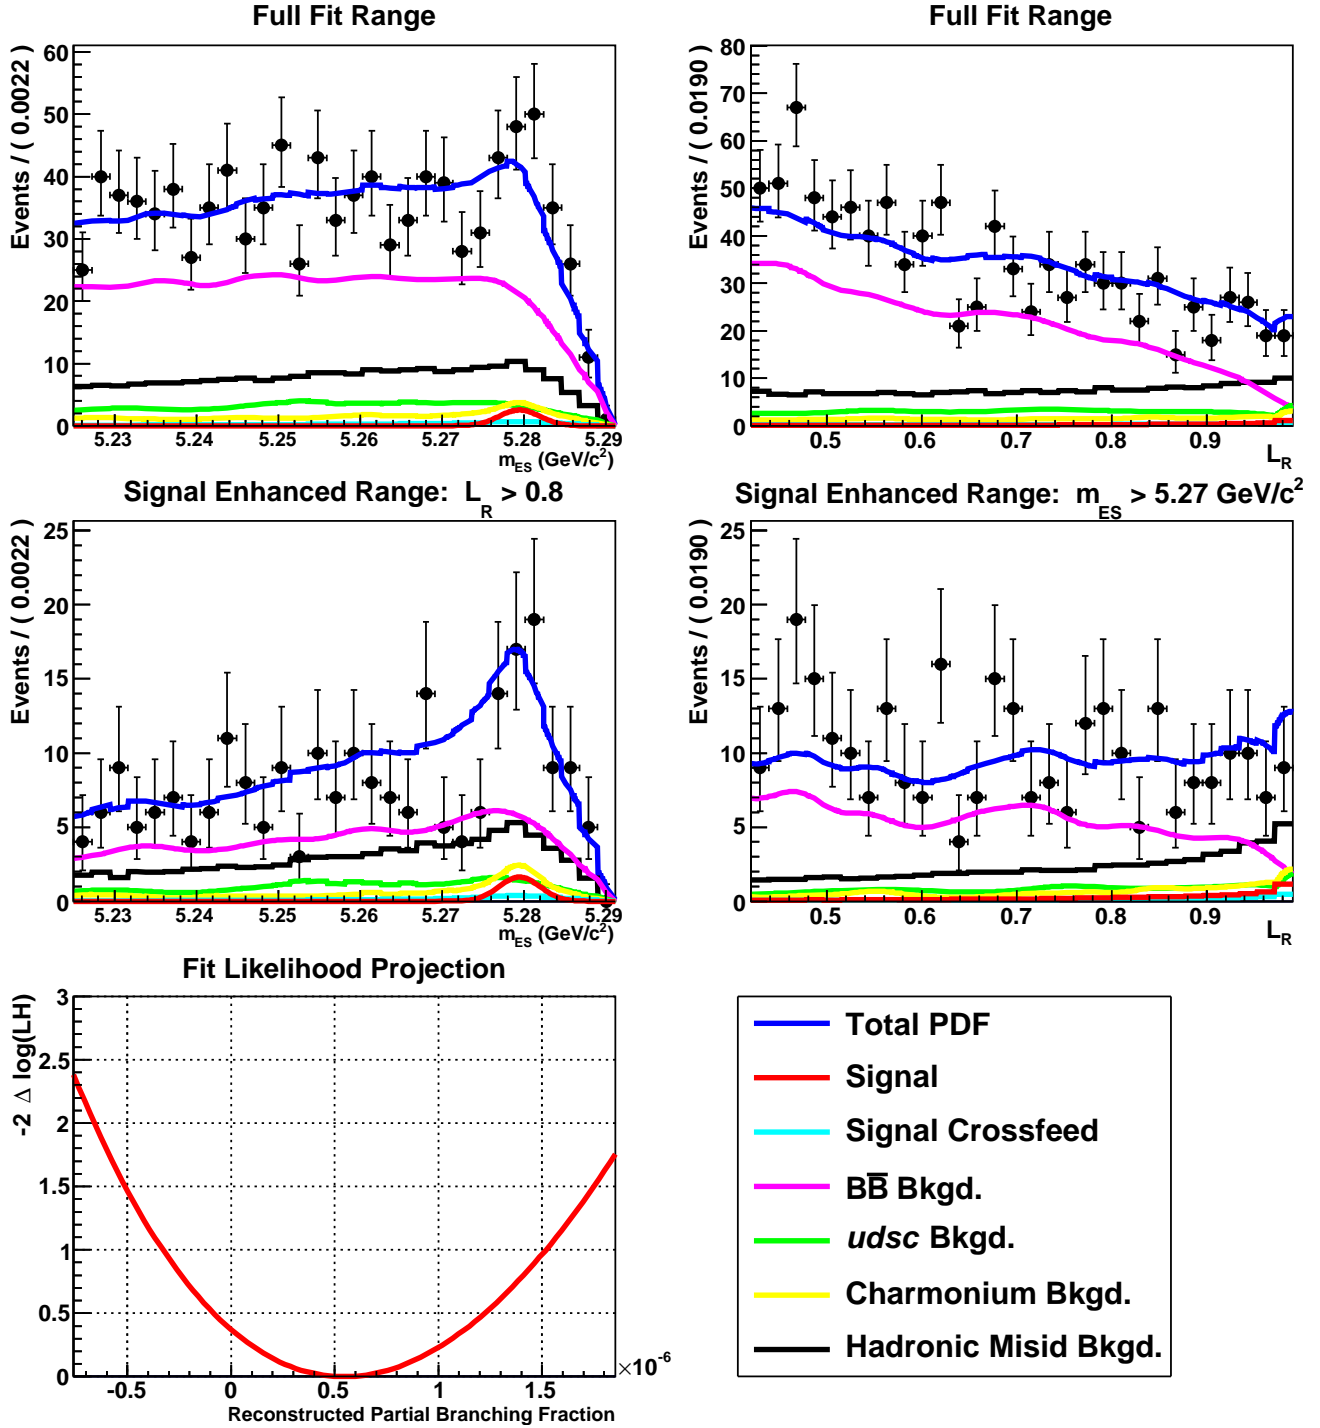 Full Fit Range
Events / ( 0.0022 )
60
50
40
30
20
10
0
5.23 5.24 5.25 5.26 5.27 5.28 5.29
m_ES (GeV/c²)
Full Fit Range
Events / ( 0.0190 )
80
70
60
50
40
30
20
10
0
0.5 0.6 0.7 0.8 0.9
L_R
Signal Enhanced Range: L_R > 0.8
Events / ( 0.0022 )
25
20
15
10
5
0
5.23 5.24 5.25 5.26 5.27 5.28 5.29
m_ES (GeV/c²)
Signal Enhanced Range: m_ES > 5.27 GeV/c²
Events / ( 0.0190 )
25
20
15
10
5
0
0.5 0.6 0.7 0.8 0.9
L_R
Fit Likelihood Projection
-2 Δ log(LH)
3
2.5
2
1.5
1
0.5
0
-0.5 0 0.5 1 1.5
×10⁻⁶
Reconstructed Partial Branching Fraction
Total PDF
Signal
Signal Crossfeed
BB̅ Bkgd.
udsc Bkgd.
Charmonium Bkgd.
Hadronic Misid Bkgd.